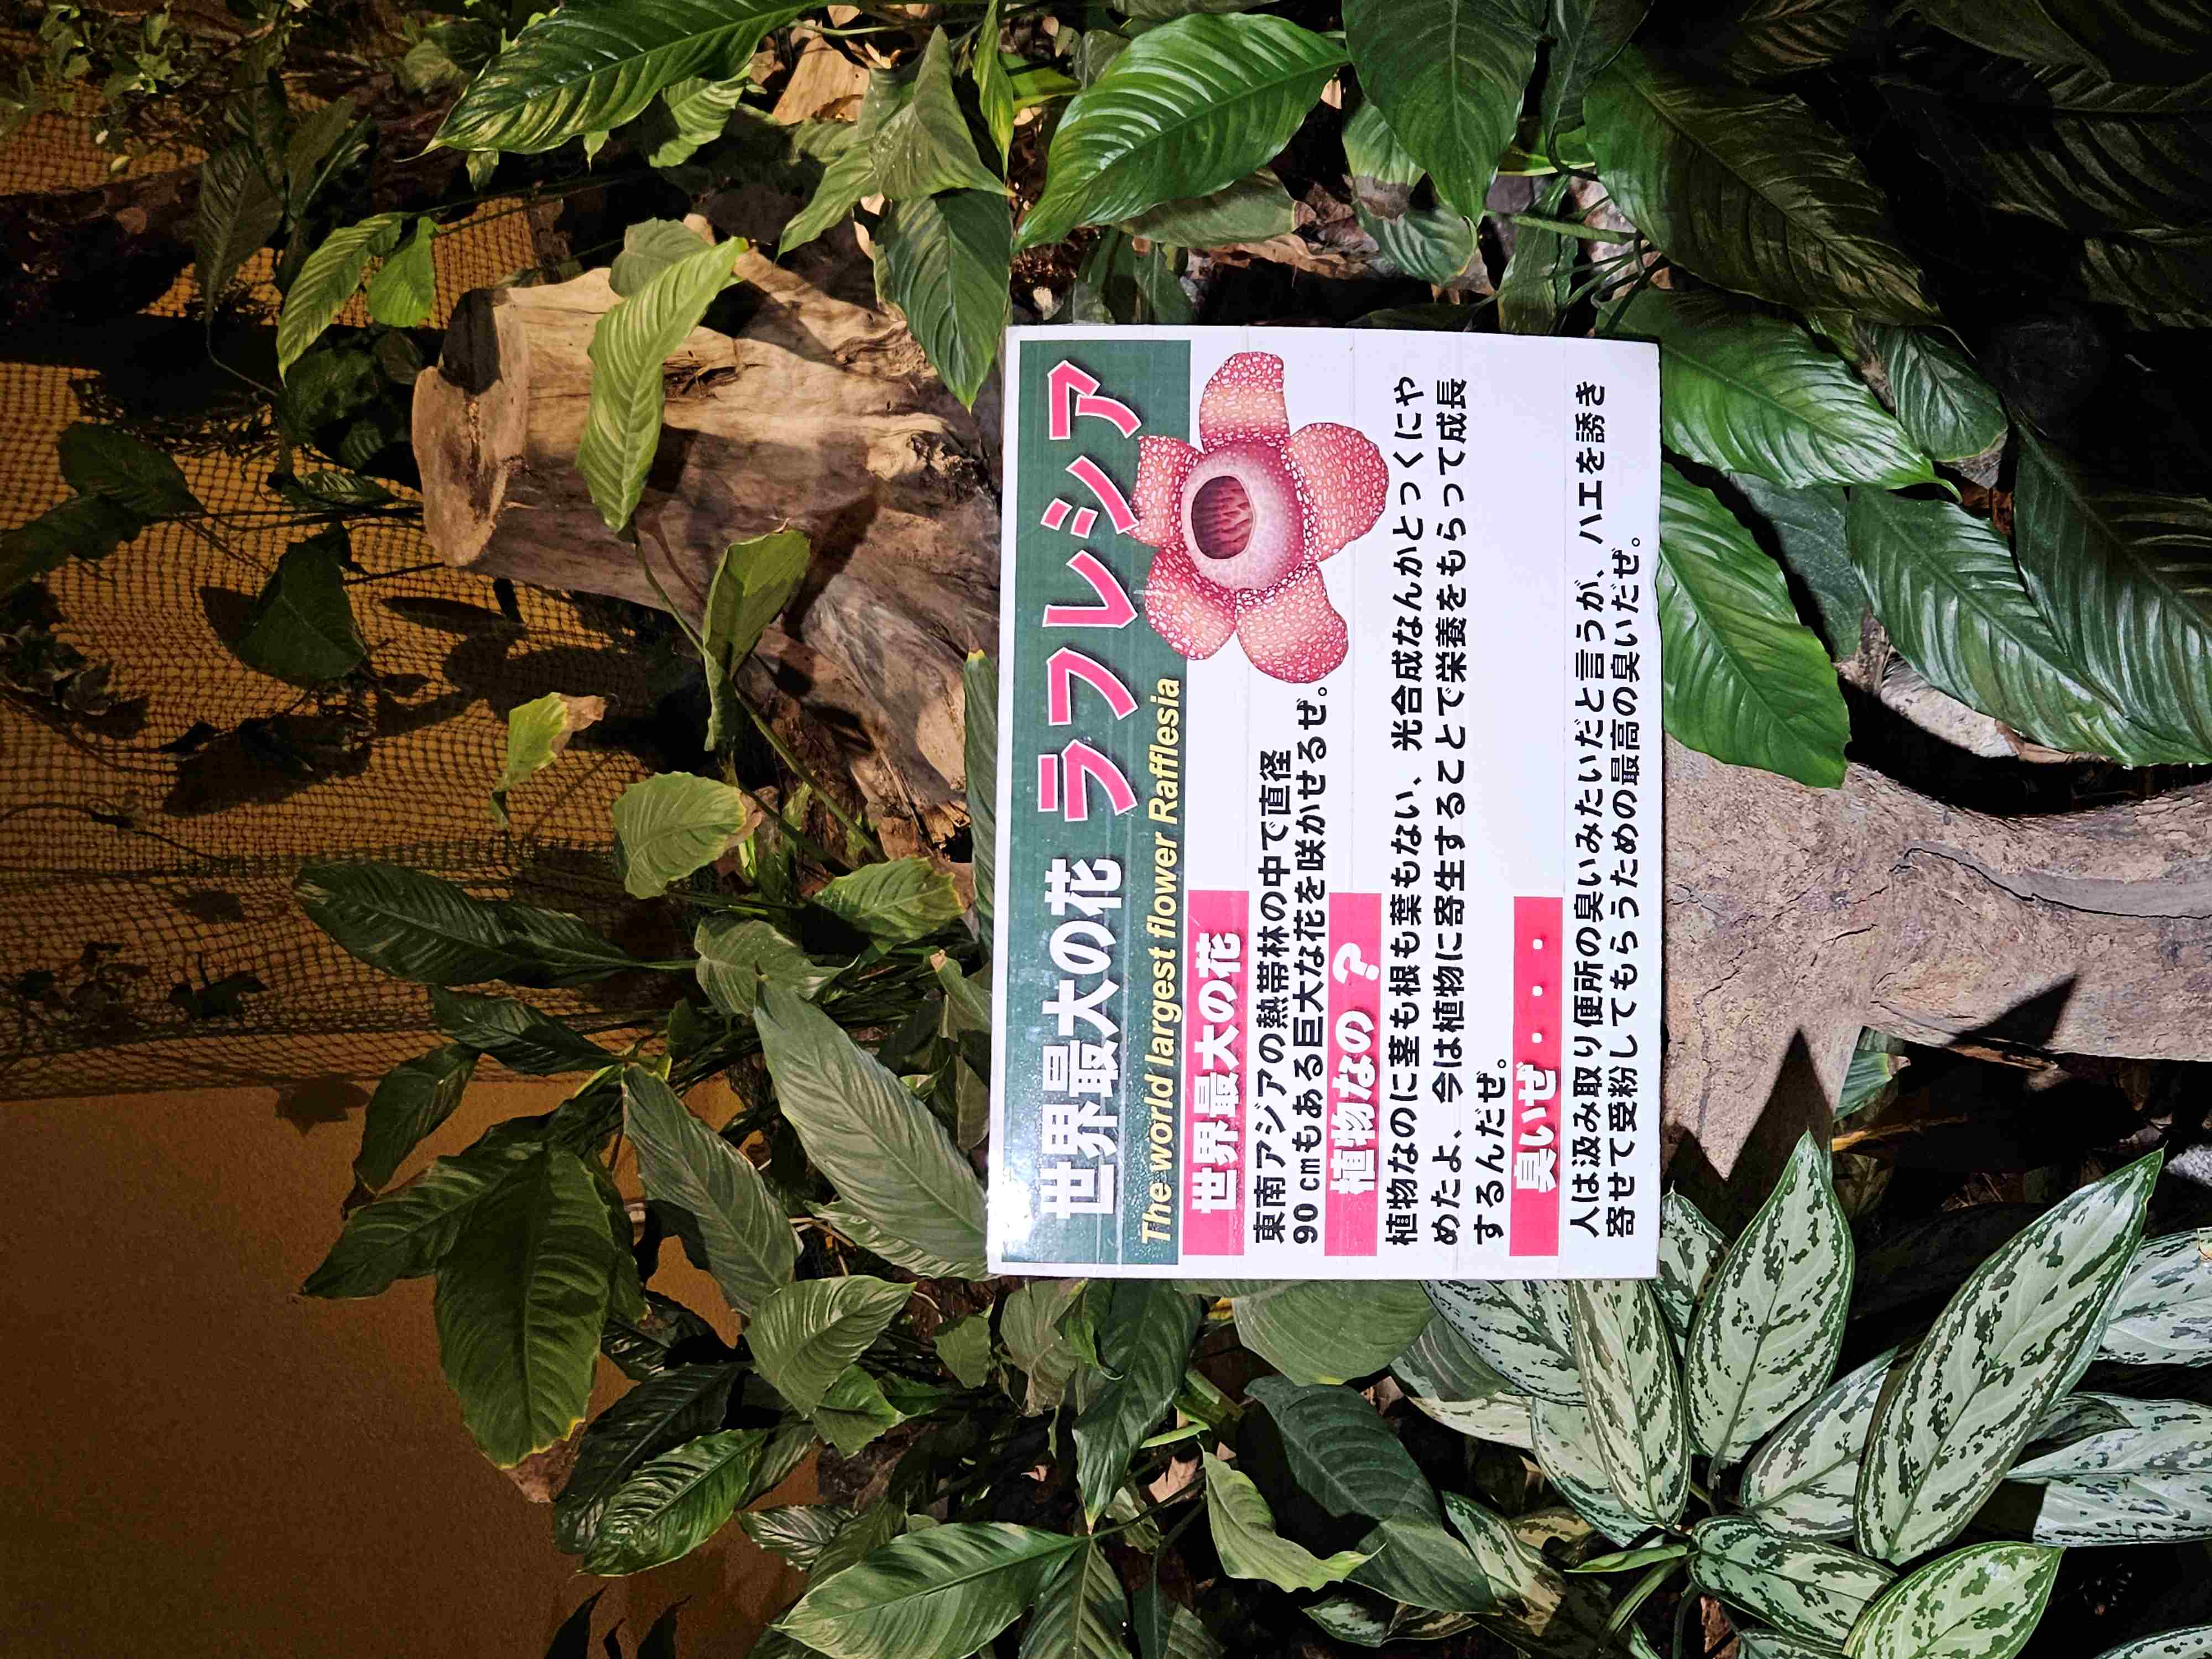 世界最大の花 ラフレシア
The world largest flower Rafflesia
世界最大の花
東南アジアの熱帯林の中で直径
90㎝もある巨大な花を咲かせるぜ。
植物なの？
植物なのに茎も根も葉もない、光合成なんかとっくにや
めたよ、今は植物に寄生することで栄養をもらって成長
するんだぜ。
臭いぜ・・・・
人は汲み取り便所の臭いみたいだと言うが、ハエを誘き
寄せて受粉してもらうための最高の臭いだぜ。